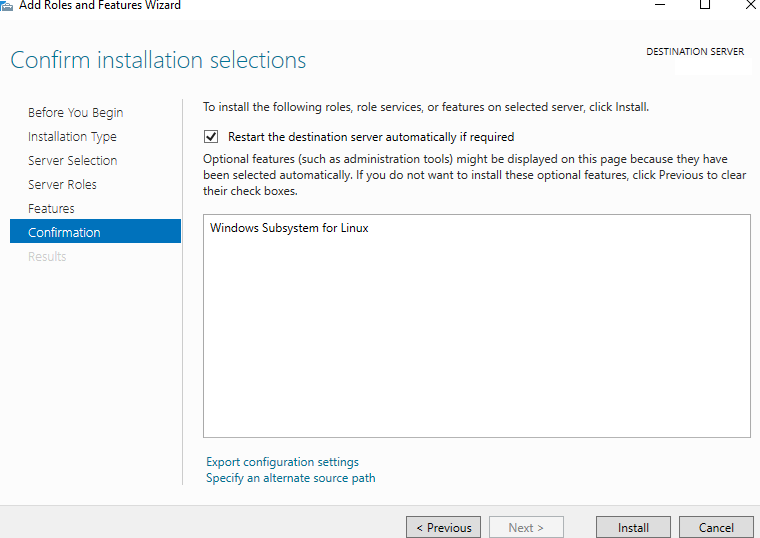 Add Roles and Features Wizard
Confirm installation selections
DESTINATION SERVER
Before You Begin
Installation Type
Server Selection
Server Roles
Features
Confirmation
Results
To install the following roles, role services, or features on selected server, click Install.
Restart the destination server automatically if required
Optional features (such as administration tools) might be displayed on this page because they have
been selected automatically. If you do not want to install these optional features, click Previous to clear
their check boxes.
Windows Subsystem for Linux
Export configuration settings
Specify an alternate source path
< Previous
Next >
Install
Cancel